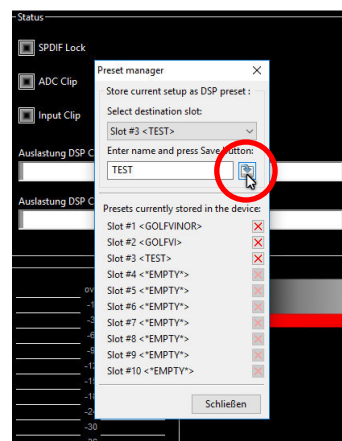 Status
SPDIF Lock
ADC Clip
Input Clip
Auslastung DSP C
Auslastung DSP C
Preset manager
Store current setup as DSP preset :
Select destination slot:
Slot #3 <TEST>
Enter name and press Save button:
TEST
Presets currently stored in the device:
Slot #1 <GOLFVINOR>
Slot #2 <GOLFVI>
Slot #3 <TEST>
Slot #4 <*EMPTY*>
Slot #5 <*EMPTY*>
Slot #6 <*EMPTY*>
Slot #7 <*EMPTY*>
Slot #8 <*EMPTY*>
Slot #9 <*EMPTY*>
Slot #10 <*EMPTY*>
Schließen
-30